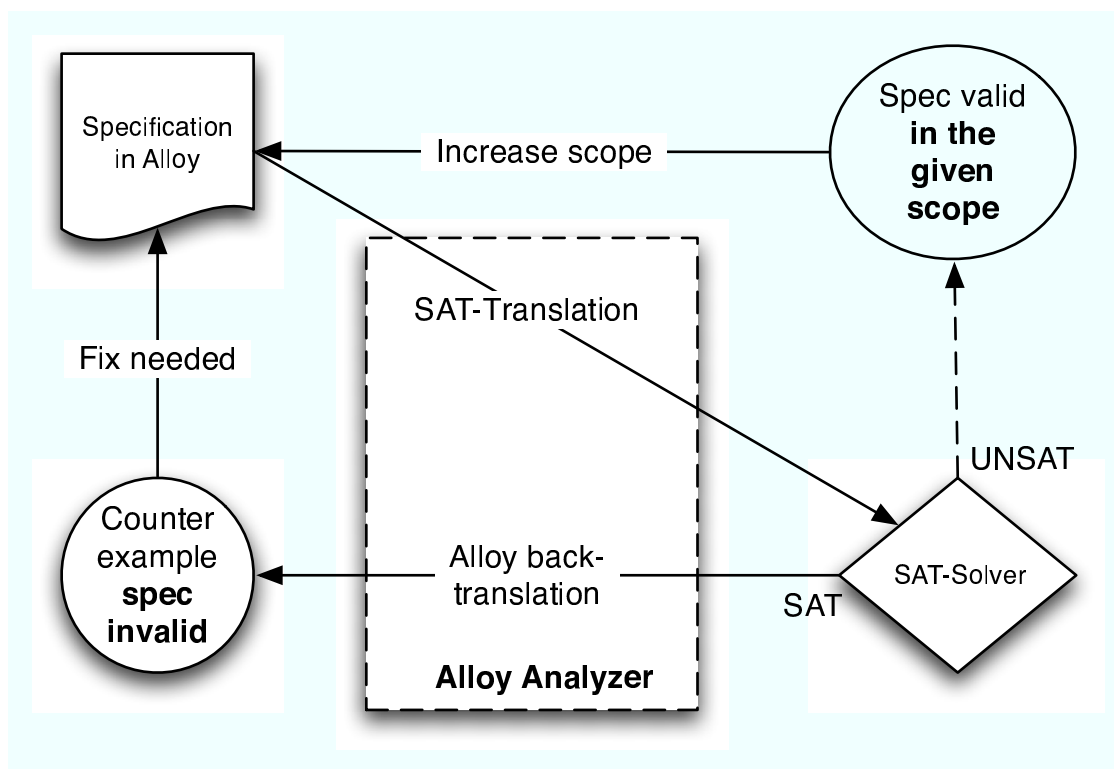 Specification
in Alloy
Increase scope
Spec valid
in the
given
scope
SAT-Translation
Fix needed
UNSAT
Counter
example
spec
invalid
Alloy back-
translation
SAT
SAT-Solver
Alloy Analyzer